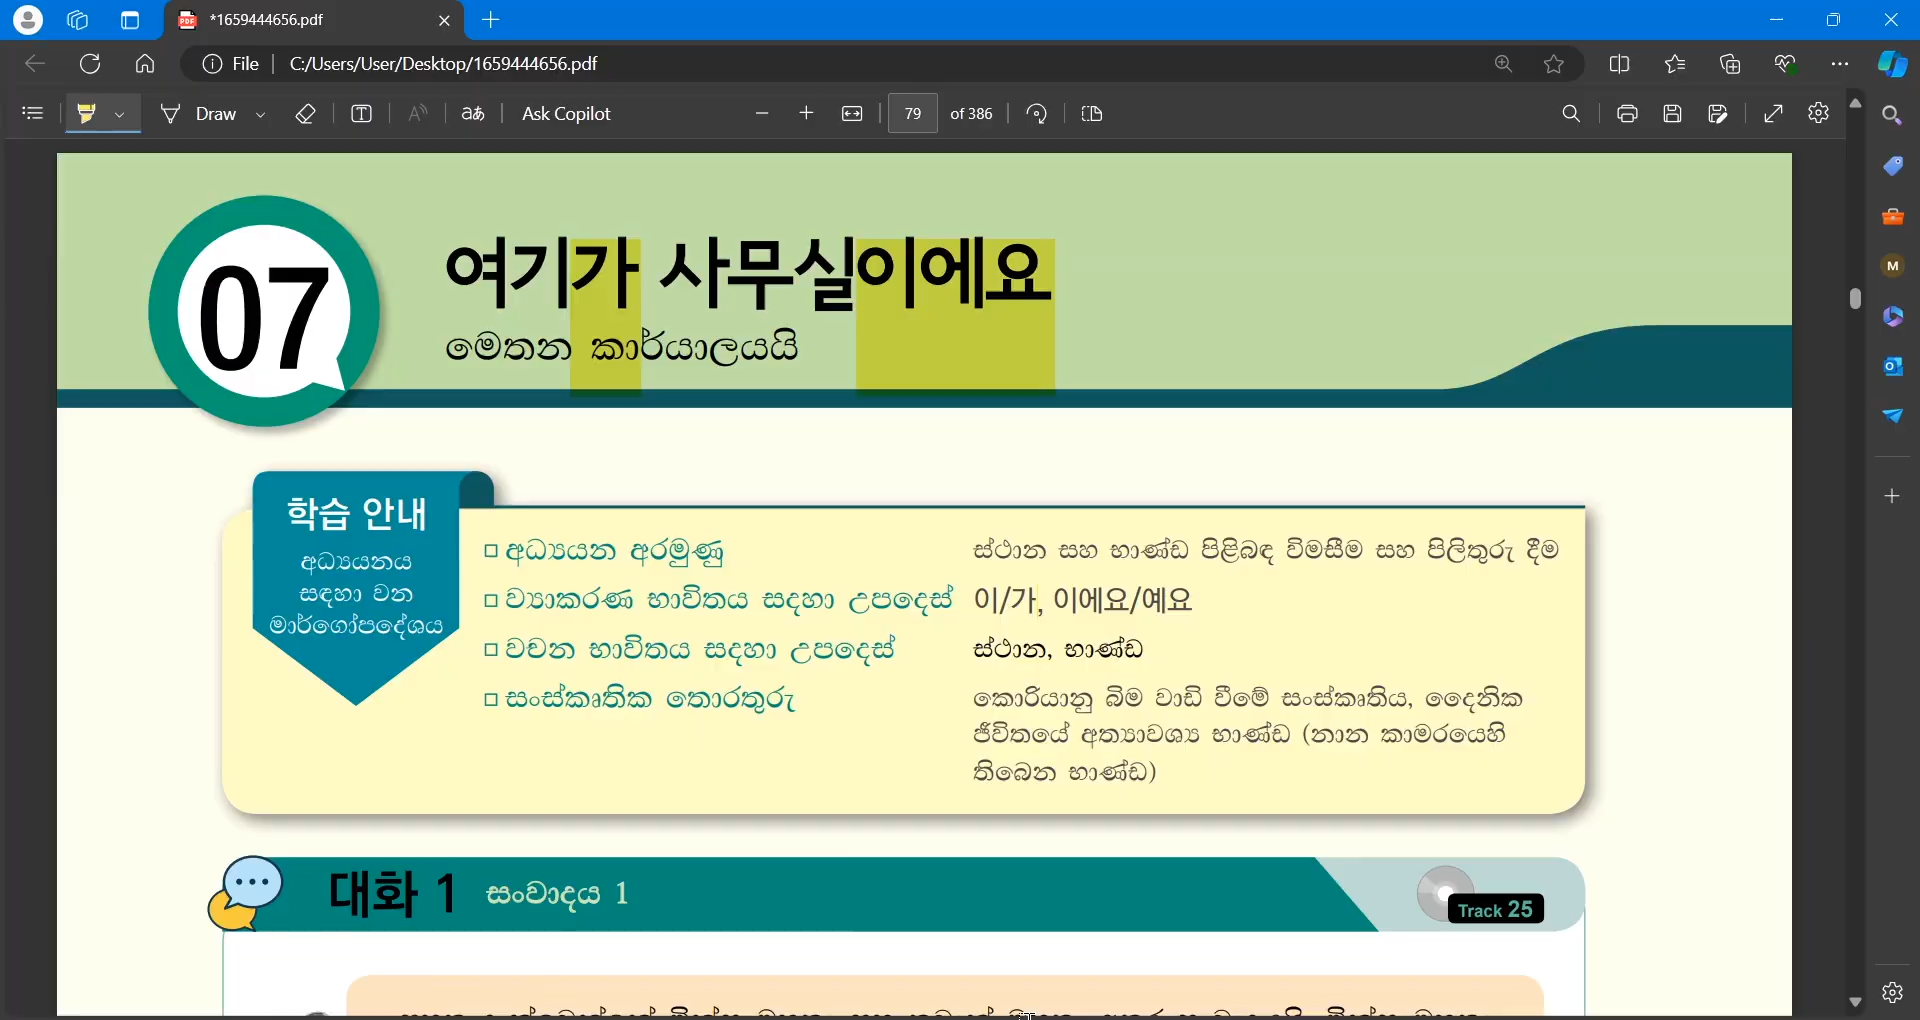 *1659444656.pdf
File
C:/Users/User/Desktop/1659444656.pdf
Draw
aあ
Ask Copilot
79 of 386
07
여기가 사무실이에요
මෙතන කාර්යාලයයි
학습 안내
අධ්‍යයනය
සඳහා වන
මාර්ගෝපදේශය
අධ්‍යයන අරමුණු
ස්ථාන සහ භාණ්ඩ පිළිබඳ විමසීම සහ පිලිතුරු දීම
ව්‍යාකරණ භාවිතය සඳහා උපදෙස්
이/가, 이에요/예요
වචන භාවිතය සඳහා උපදෙස්
ස්ථාන, භාණ්ඩ
සංස්කෘතික තොරතුරු
කොරියානු බිම වාඩි වීමේ සංස්කෘතිය, දෛනික
ජීවිතයේ අත්‍යාවශ්‍ය භාණ්ඩ (නාන කාමරයෙහි
තිබෙන භාණ්ඩ)
대화 1 සංවාදය 1
Track 25
M